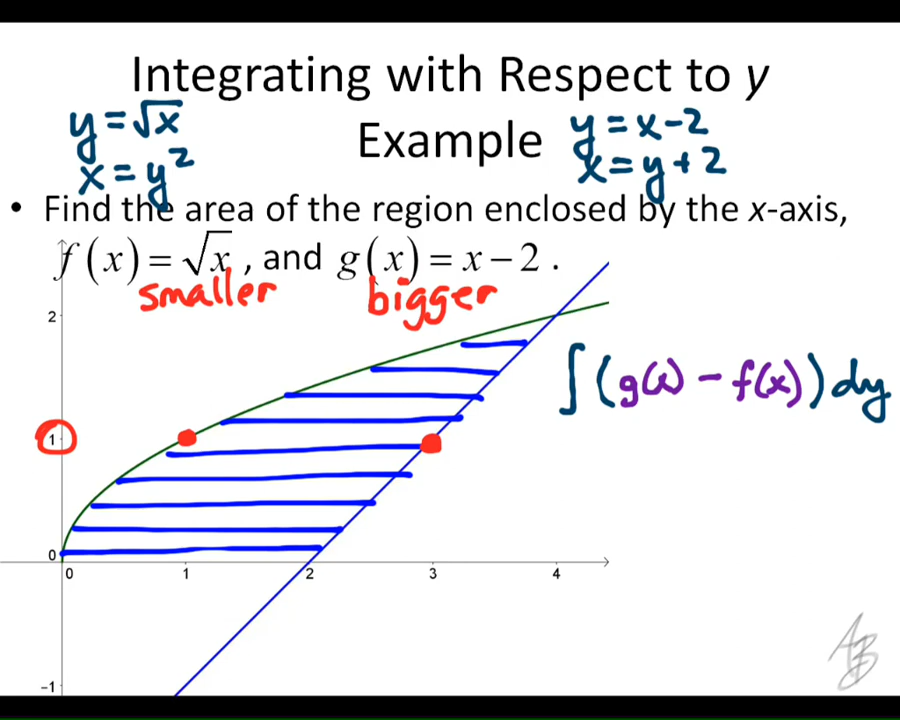 Integrating with Respect to y
y = √x
Example
y = x - 2
x = y²
x = y + 2
• Find the area of the region enclosed by the x-axis,
f(x) = √x , and g(x) = x − 2 .
smaller
bigger
2
∫(g(x) - f(x)) dy
1
0
0 1 2 3 4
−1